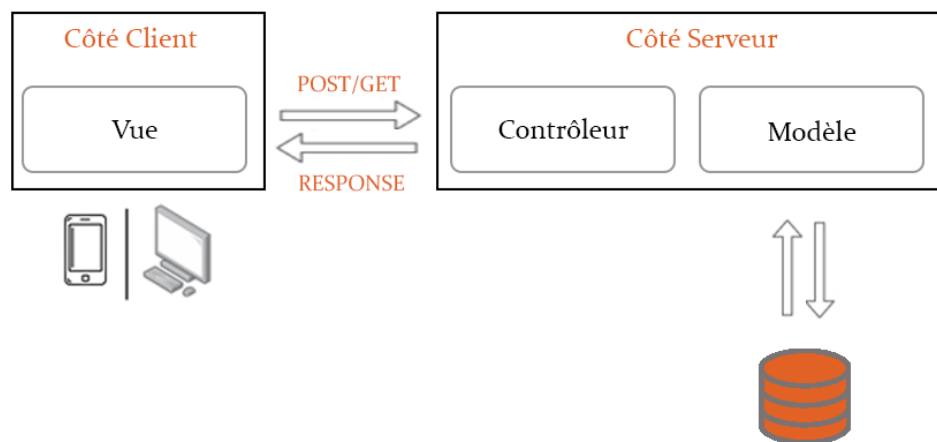 Côté Client
Côté Serveur
POST/GET
Vue
Contrôleur
Modèle
RESPONSE